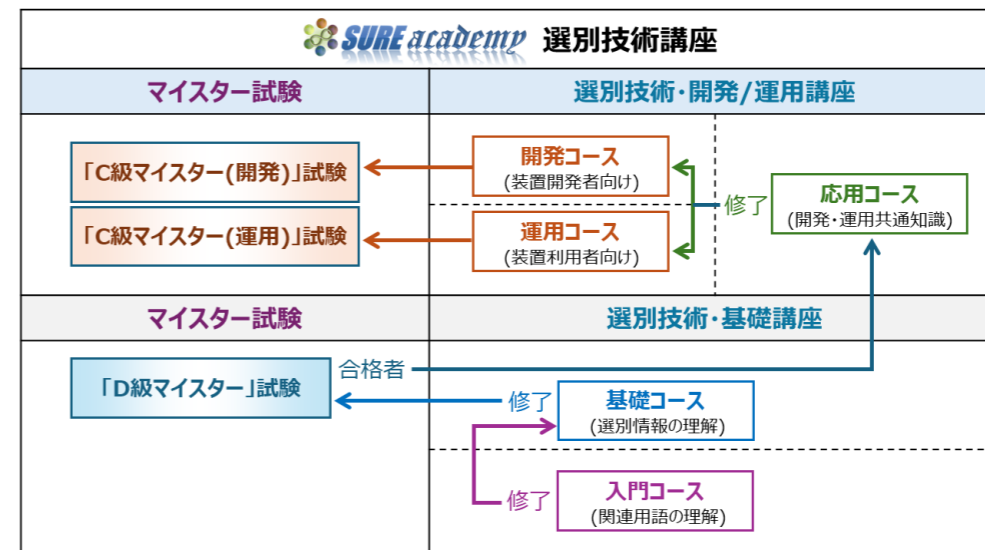 SURE academy 選別技術講座
マイスター試験
選別技術・開発/運用講座
「C級マイスター(開発)」試験
開発コース
(装置開発者向け)
「C級マイスター(運用)」試験
運用コース
(装置利用者向け)
修了
応用コース
(開発・運用共通知識)
マイスター試験
選別技術・基礎講座
「D級マイスター」試験
合格者
修了
基礎コース
(選別情報の理解)
修了
入門コース
(関連用語の理解)